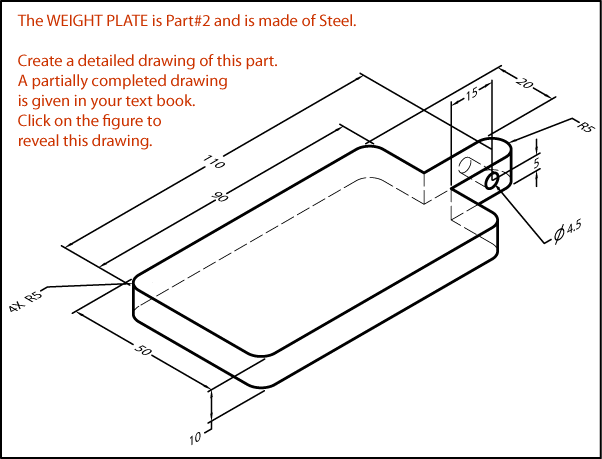 The WEIGHT PLATE is Part#2 and is made of Steel.
Create a detailed drawing of this part.
A partially completed drawing
is given in your text book.
Click on the figure to
reveal this drawing.
20
15
R5
110
5
90
Ø 4.5
4X R5
50
10